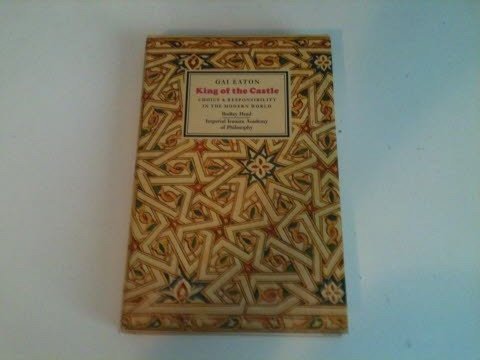 GAI EATON
King of the Castle
CHOICE & RESPONSIBILITY
IN THE MODERN WORLD
Bodley Head
Imperial Iranian Academy
of Philosophy